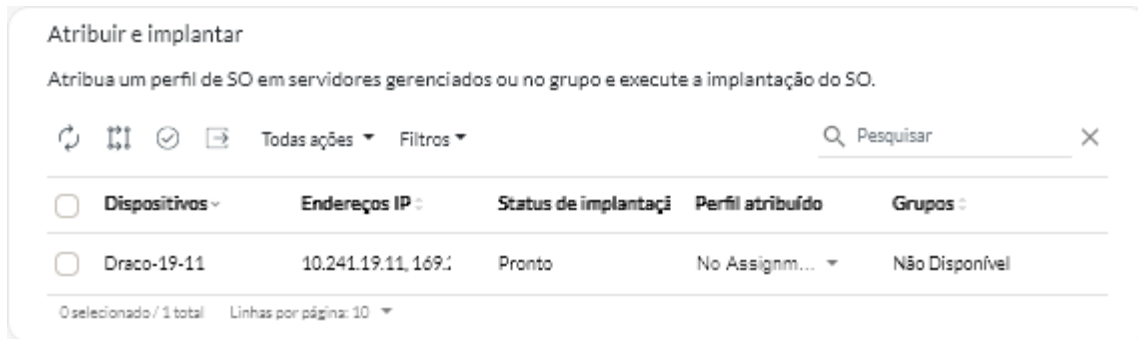 Atribuir e implantar
Atribua um perfil de SO em servidores gerenciados ou no grupo e execute a implantação do SO.
Todas ações Filtros Pesquisar
Dispositivos Endereços IP Status de implantaçã Perfil atribuído Grupos
Draco-19-11 10.241.19.11, 169.2 Pronto No Assignm... Não Disponível
0 selecionado / 1 total Linhas por página: 10